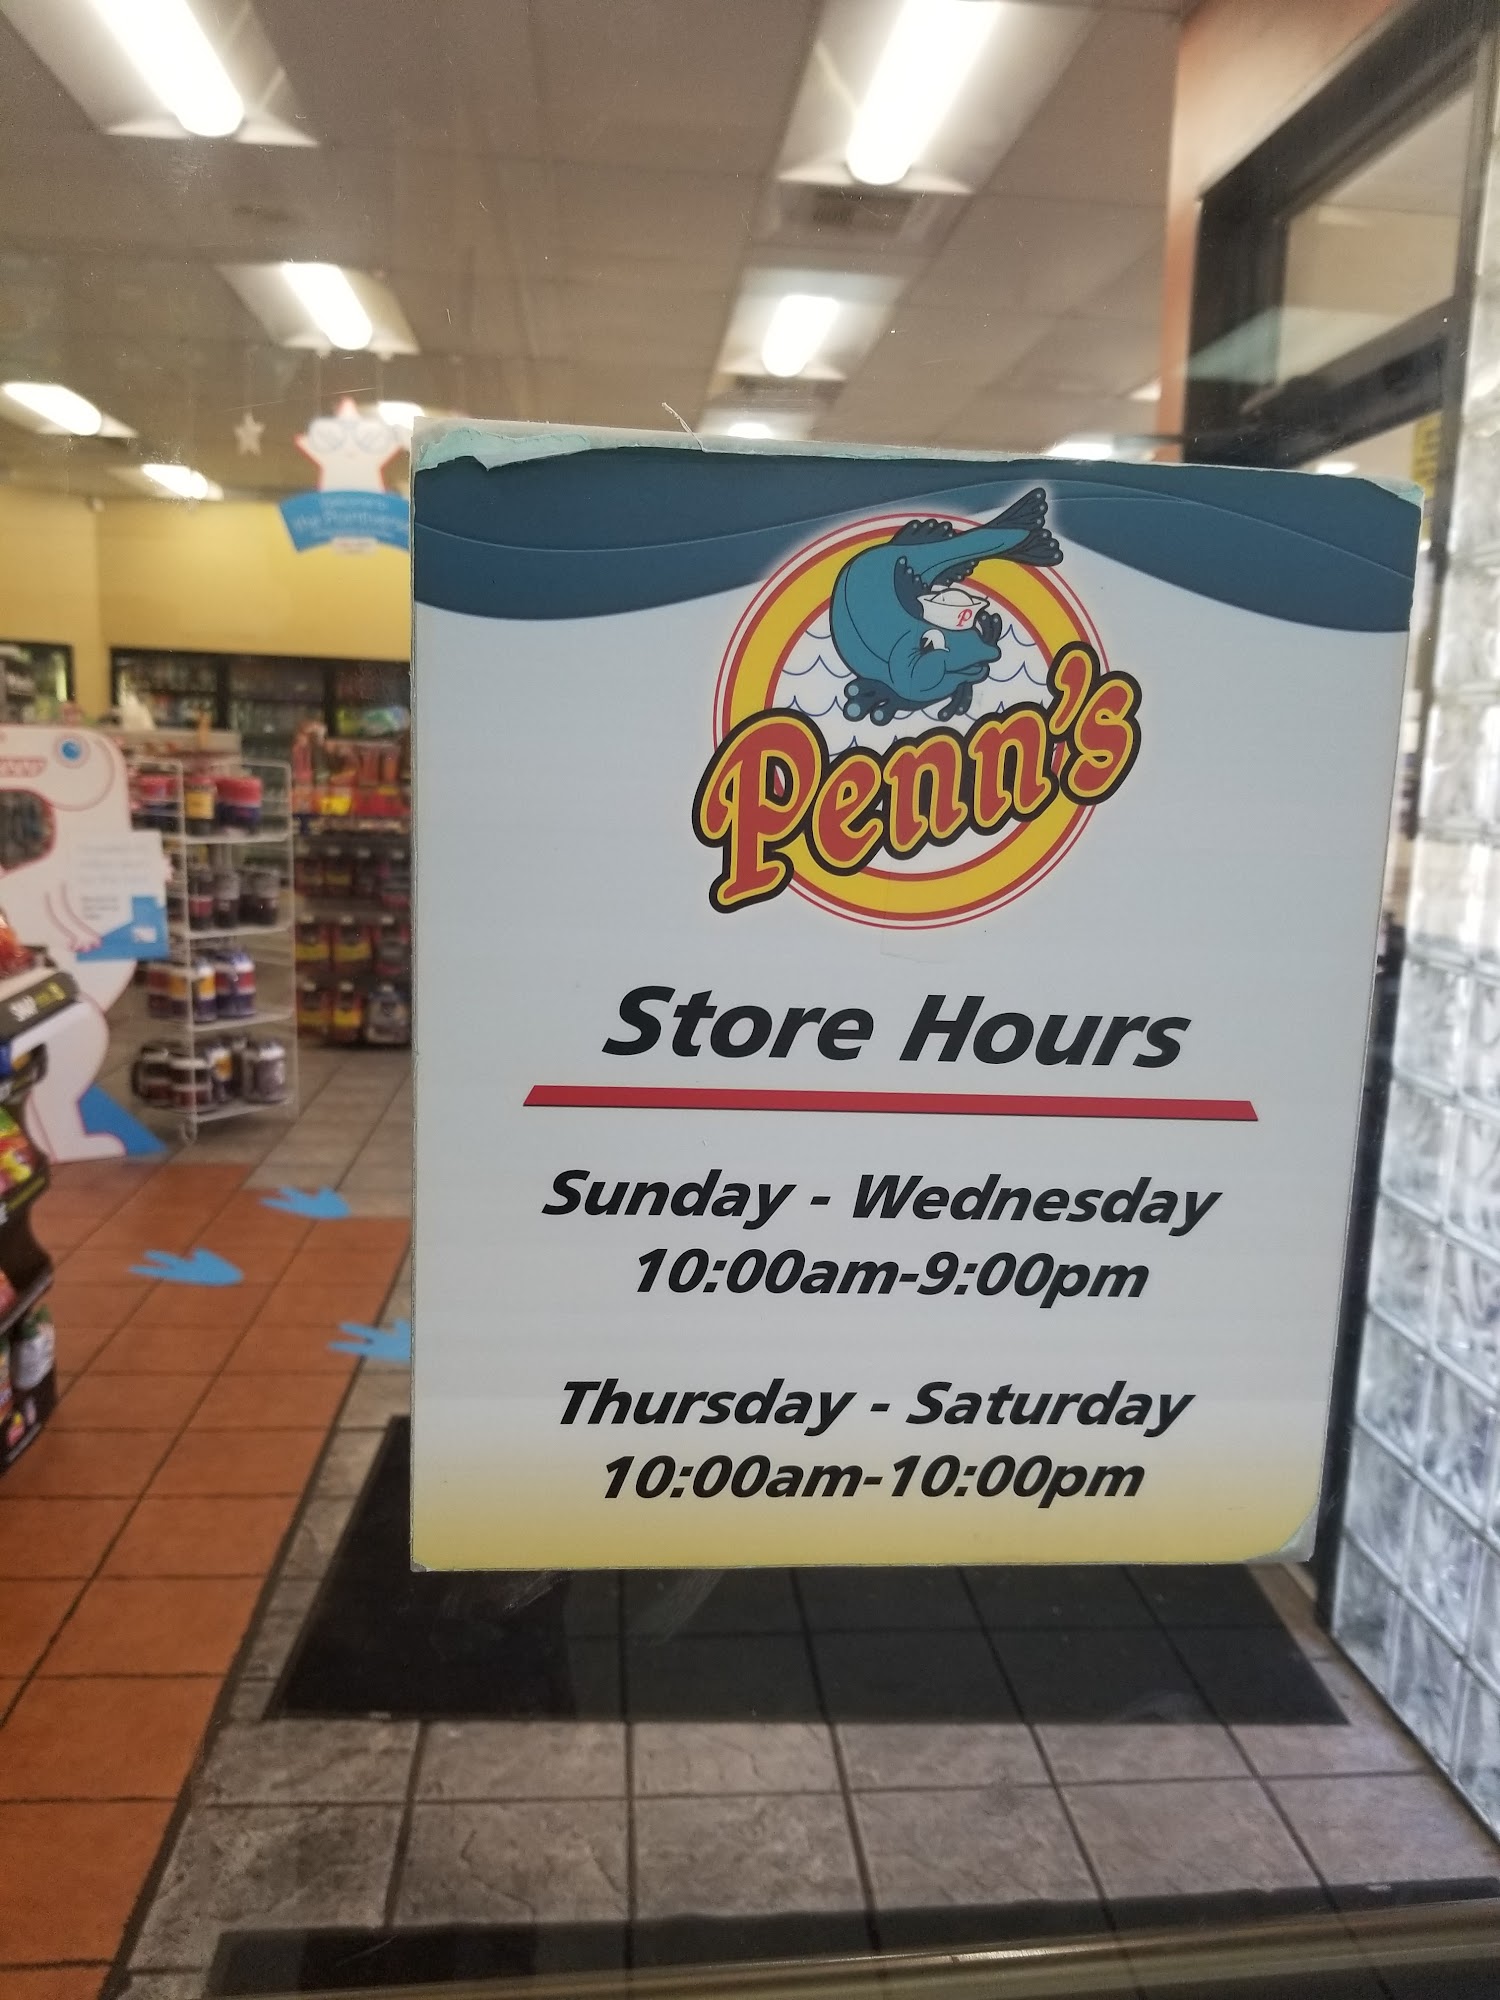 P
Penn's
Store Hours
Sunday - Wednesday
10:00am-9:00pm
Thursday - Saturday
10:00am-10:00pm